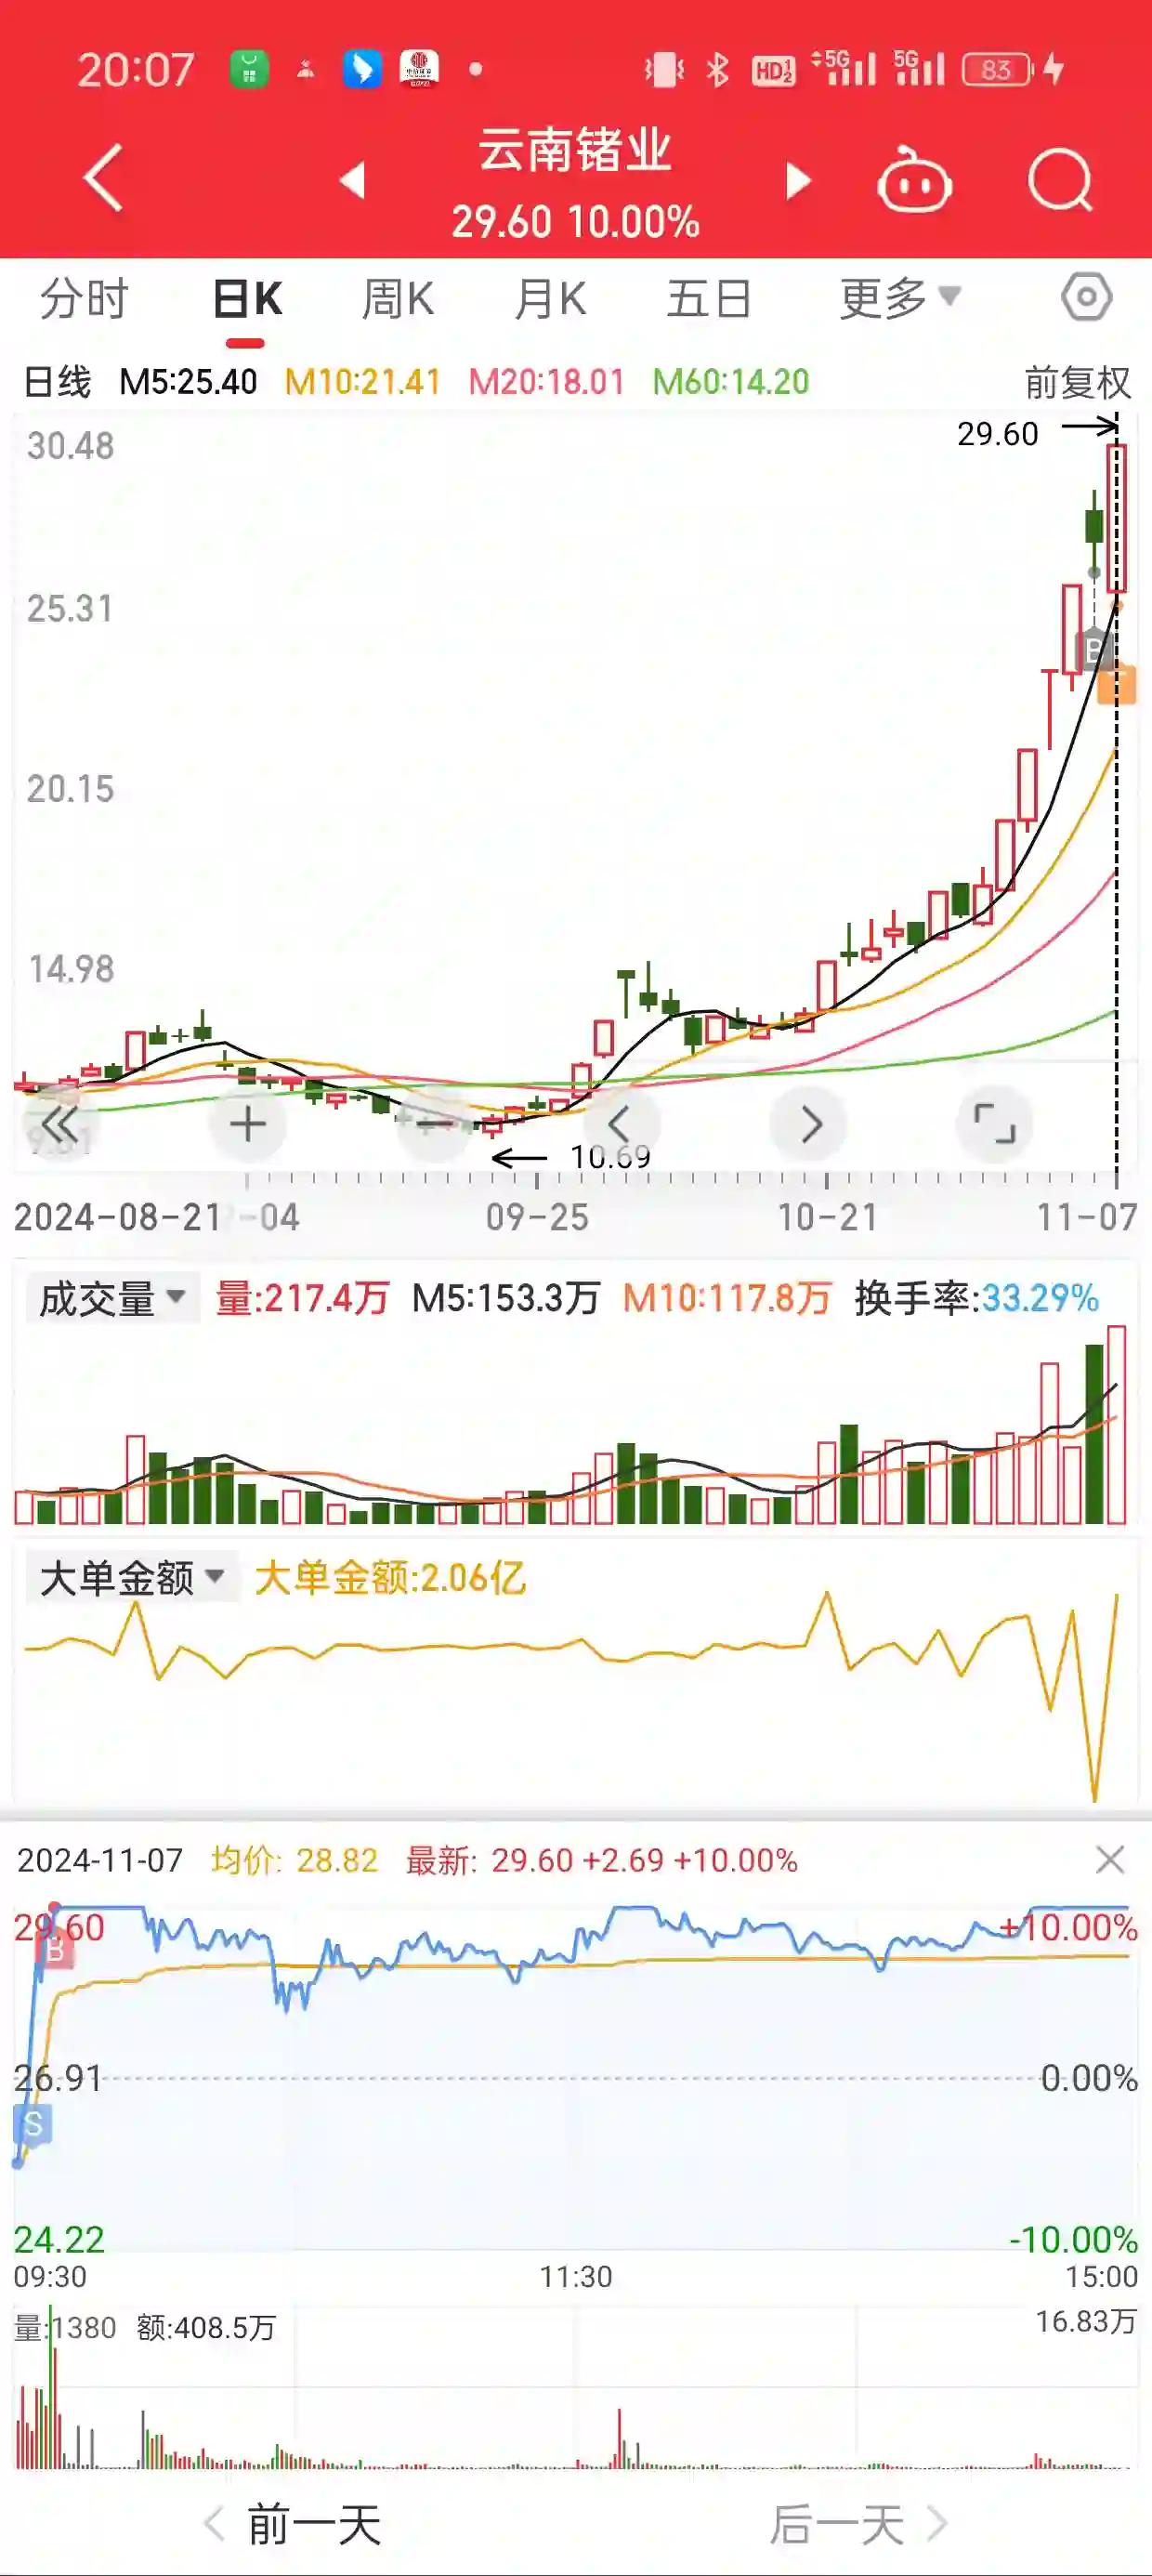 20:07 HD 1 2 5G 5G 83
云南锗业
29.60 10.00%
分时 日K 周K 月K 五日 更多
日线 M5:25.40 M10:21.41 M20:18.01 M60:14.20 前复权
29.60
30.48
25.31
B
20.15
14.98
10.69
2024-08-21 -04 09-25 10-21 11-07
成交量 量:217.4万 M5:153.3万 M10:117.8万 换手率:33.29%
大单金额 大单金额:2.06亿
2024-11-07 均价: 28.82 最新: 29.60 +2.69 +10.00%
29.60 +10.00%
B
26.91 0.00%
S
24.22 -10.00%
09:30 11:30 15:00
量:1380 额:408.5万 16.83万
前一天 后一天